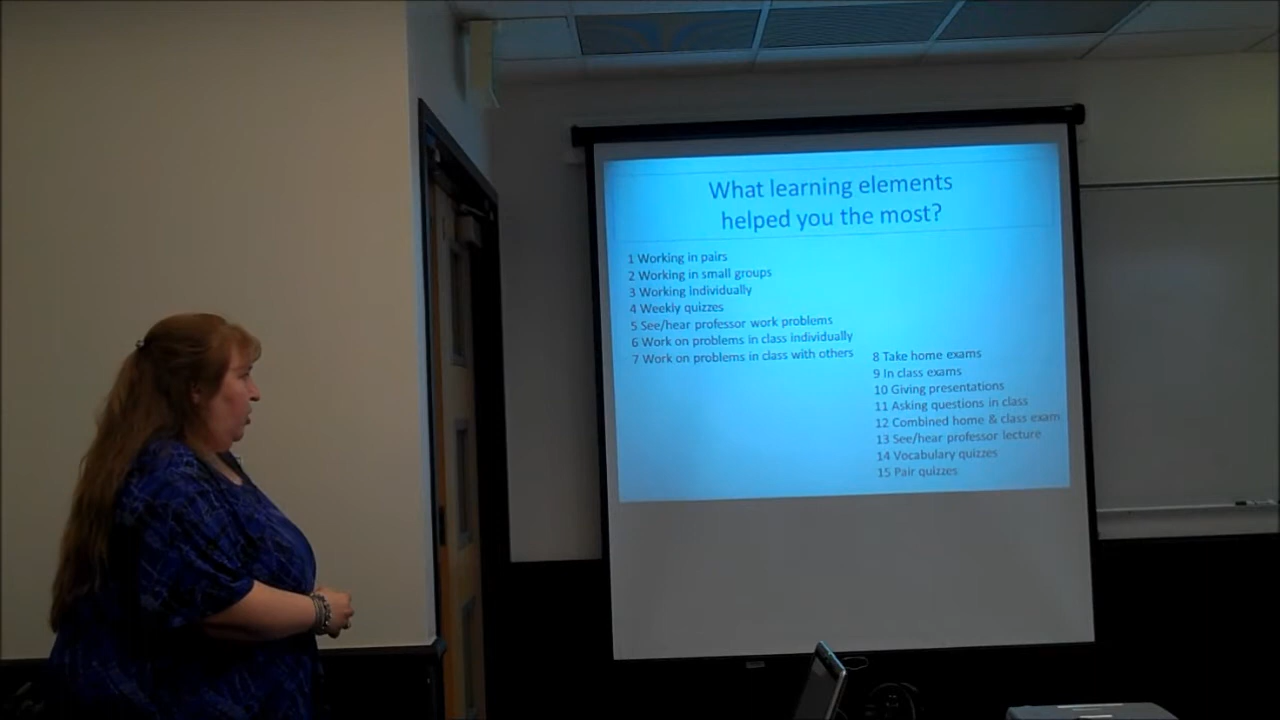 What learning elements
helped you the most?
1 Working in pairs
2 Working in small groups
3 Working individually
4 Weekly quizzes
5 See/hear professor work problems
6 Work on problems in class individually
7 Work on problems in class with others
8 Take home exams
9 In class exams
10 Giving presentations
11 Asking questions in class
12 Combined home & class exam
13 See/hear professor lecture
14 Vocabulary quizzes
15 Pair quizzes